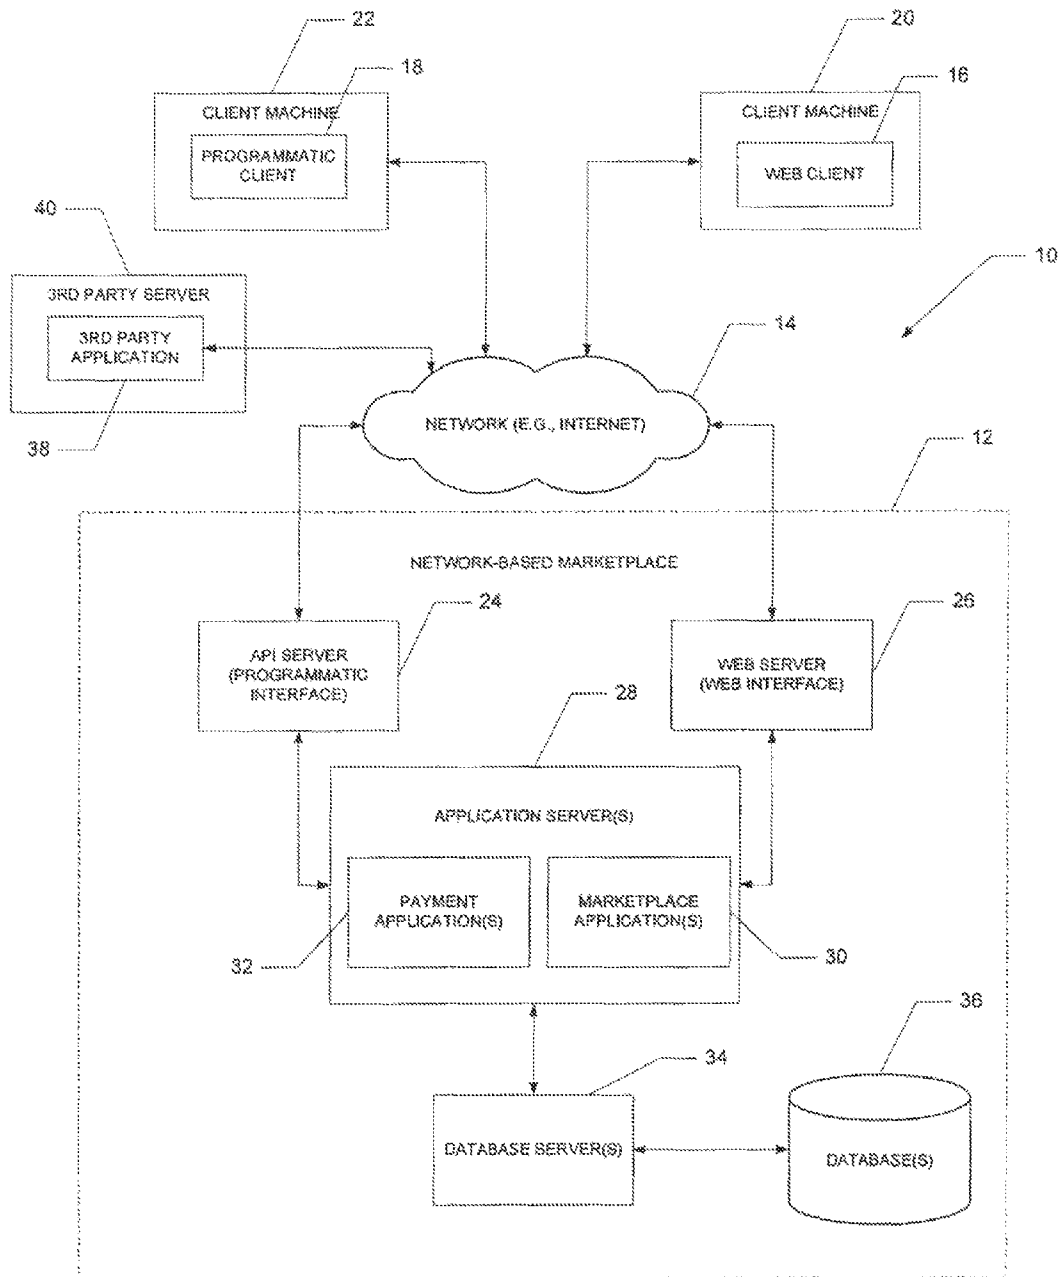 22
20
18
16
CLIENT MACHINE
PROGRAMMATIC
CLIENT
CLIENT MACHINE
WEB CLIENT
40
10
3RD PARTY SERVER
3RD PARTY
APPLICATION
38
14
NETWORK (E.G., INTERNET)
12
NETWORK-BASED MARKETPLACE
24
26
API SERVER
(PROGRAMMATIC
INTERFACE)
WEB SERVER
(WEB INTERFACE)
28
APPLICATION SERVER(S)
PAYMENT
APPLICATION(S)
MARKETPLACE
APPLICATION(S)
32
30
34
36
DATABASE SERVER(S)
DATABASE(S)